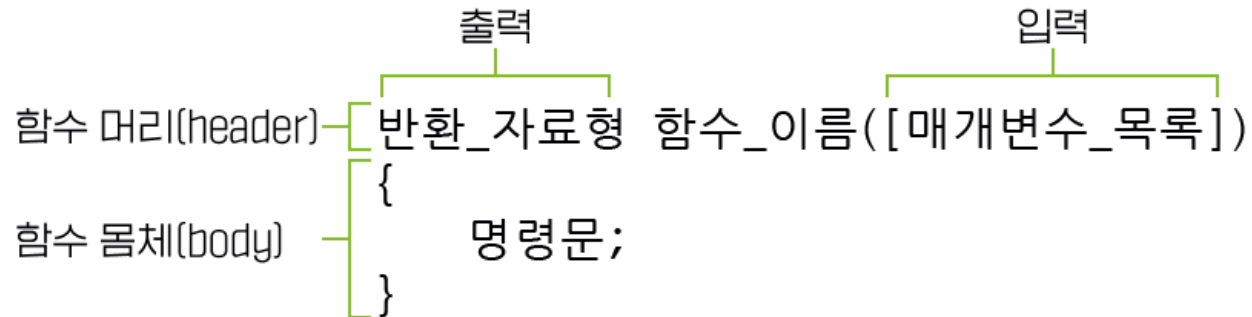 출력 입력
함수 머리(header) 반환_자료형 함수_이름([매개변수_목록])
{
함수 몸체(body) 명령문;
}